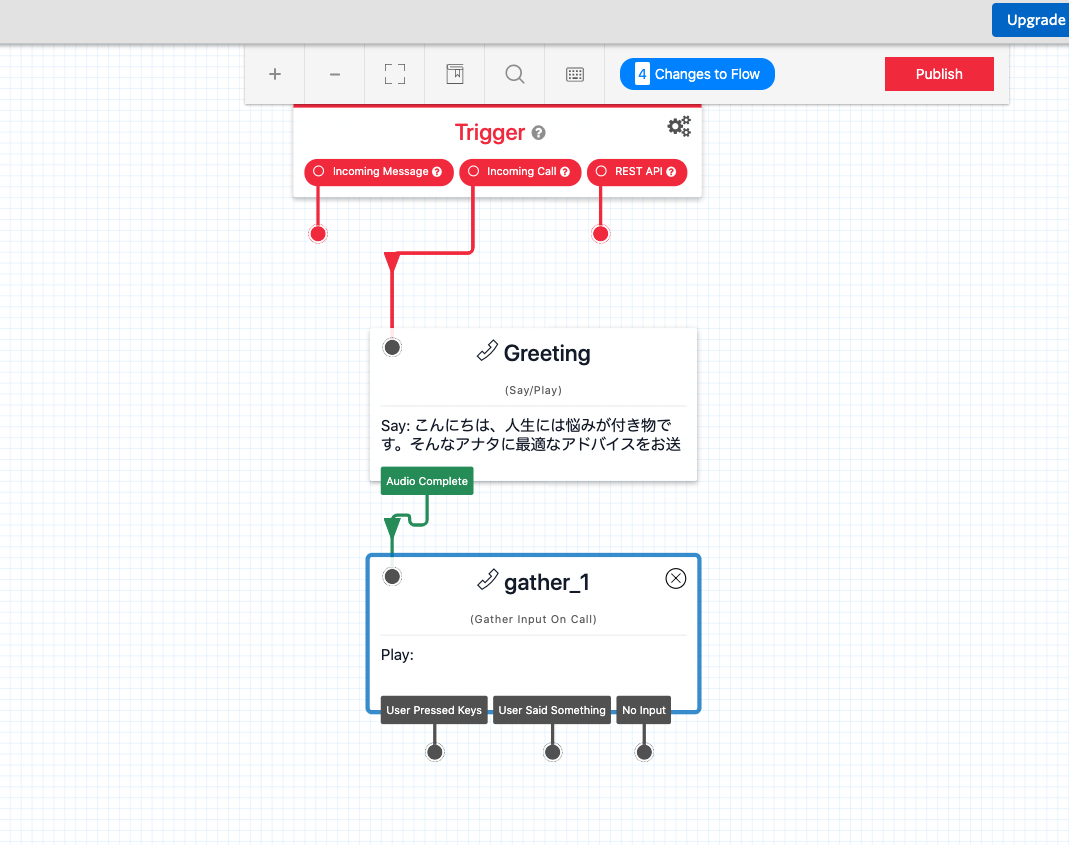 Upgrade
4 Changes to Flow
Publish
Trigger
Incoming Message
Incoming Call
REST API
Greeting
(Say/Play)
Say: こんにちは、人生には悩みが付き物で
す。そんなアナタに最適なアドバイスをお送
Audio Complete
gather_1
(Gather Input On Call)
Play:
User Pressed Keys
User Said Something
No Input